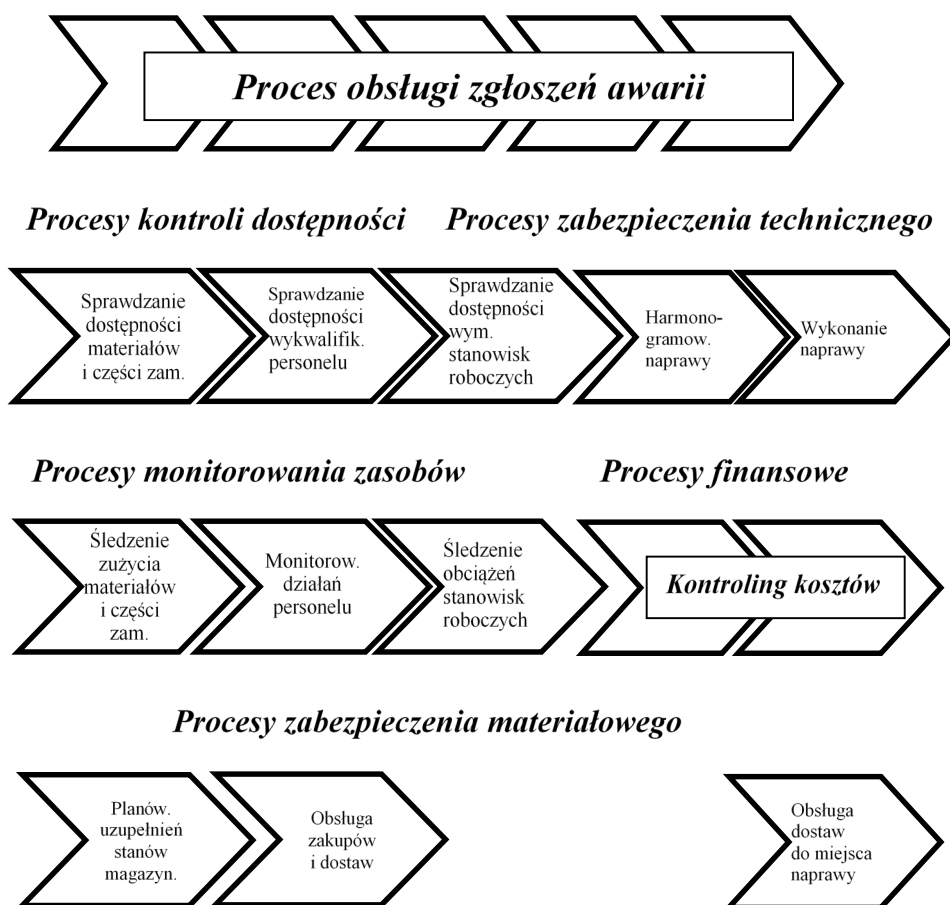 Proces obsługi zgłoszeń awarii
Procesy kontroli dostępności
Procesy zabezpieczenia technicznego
Sprawdzanie
dostępności
materiałów
i części zam.
Sprawdzanie
dostępności
wykwalifik.
personelu
Sprawdzanie
dostępności
wym.
stanowisk
roboczych
Harmono-
gramow.
naprawy
Wykonanie
naprawy
Procesy monitorowania zasobów
Procesy finansowe
Śledzenie
zużycia
materiałów
i części
zam.
Monitorow.
działań
personelu
Śledzenie
obciążeń
stanowisk
roboczych
Kontroling kosztów
Procesy zabezpieczenia materiałowego
Planów.
uzupełnień
stanów
magazyn.
Obsługa
zakupów
i dostaw
Obsługa
dostaw
do miejsca
naprawy